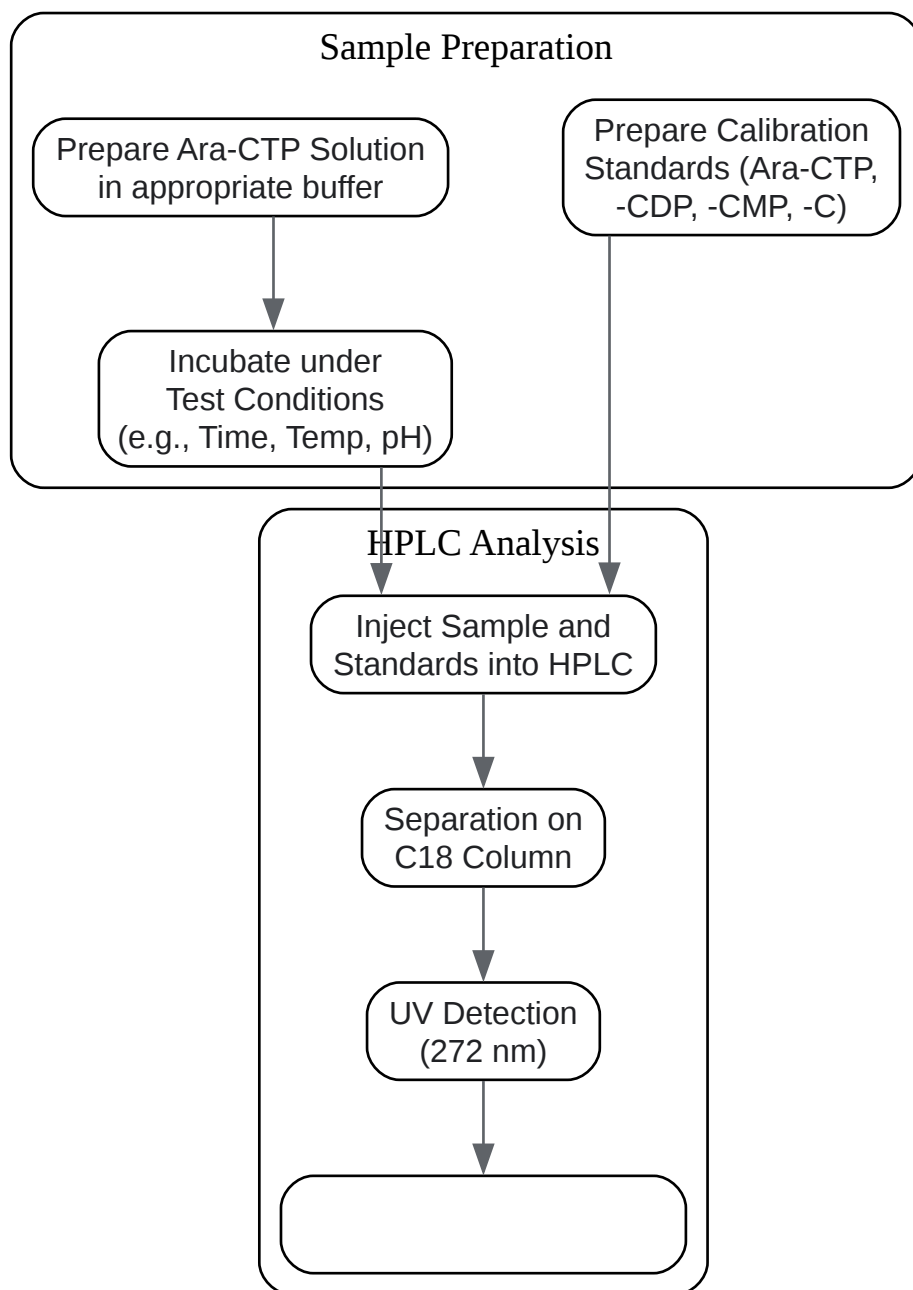 Sample Preparation
Prepare Ara-CTP Solution
in appropriate buffer
Prepare Calibration
Standards (Ara-CTP,
-CDP, -CMP, -C)
Incubate under
Test Conditions
(e.g., Time, Temp, pH)
HPLC Analysis
Inject Sample and
Standards into HPLC
Separation on
C18 Column
UV Detection
(272 nm)